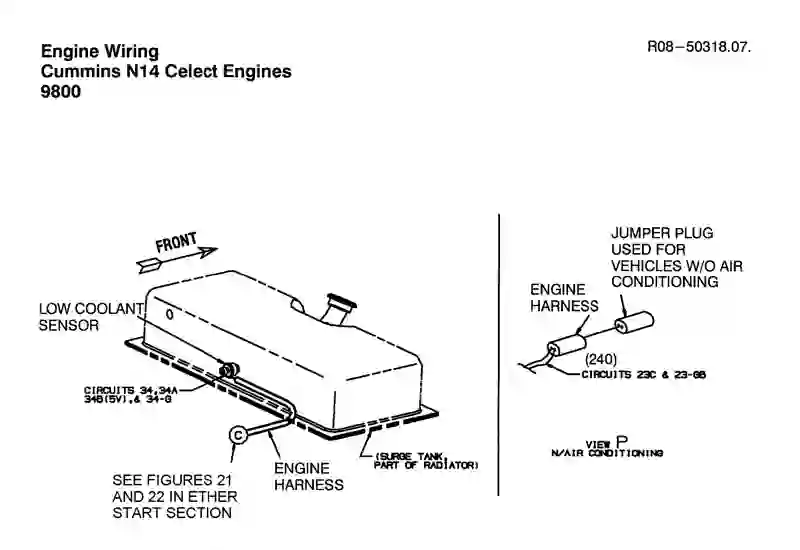 Engine Wiring
Cummins N14 Celect Engines
9800
R08-50318.07.
FRONT
LOW COOLANT
SENSOR
CIRCUITS 34,34A
34B(5V),& 34-G
C
SEE FIGURES 21
AND 22 IN ETHER
START SECTION
ENGINE
HARNESS
(SURGE TANK,
PART OF RADIATOR)
JUMPER PLUG
USED FOR
VEHICLES W/O AIR
CONDITIONING
ENGINE
HARNESS
(240)
CIRCUITS 23C & 23-GB
VIEW P
N/AIR CONDITIONING